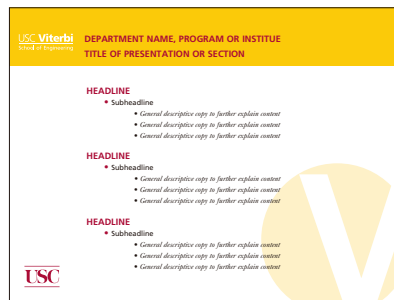 USC Viterbi
School of Engineering
DEPARTMENT NAME, PROGRAM OR INSTITUE
TITLE OF PRESENTATION OR SECTION
HEADLINE
• Subheadline
• General descriptive copy to further explain content
• General descriptive copy to further explain content
• General descriptive copy to further explain content
HEADLINE
• Subheadline
• General descriptive copy to further explain content
• General descriptive copy to further explain content
• General descriptive copy to further explain content
HEADLINE
• Subheadline
• General descriptive copy to further explain content
• General descriptive copy to further explain content
• General descriptive copy to further explain content
V
USC